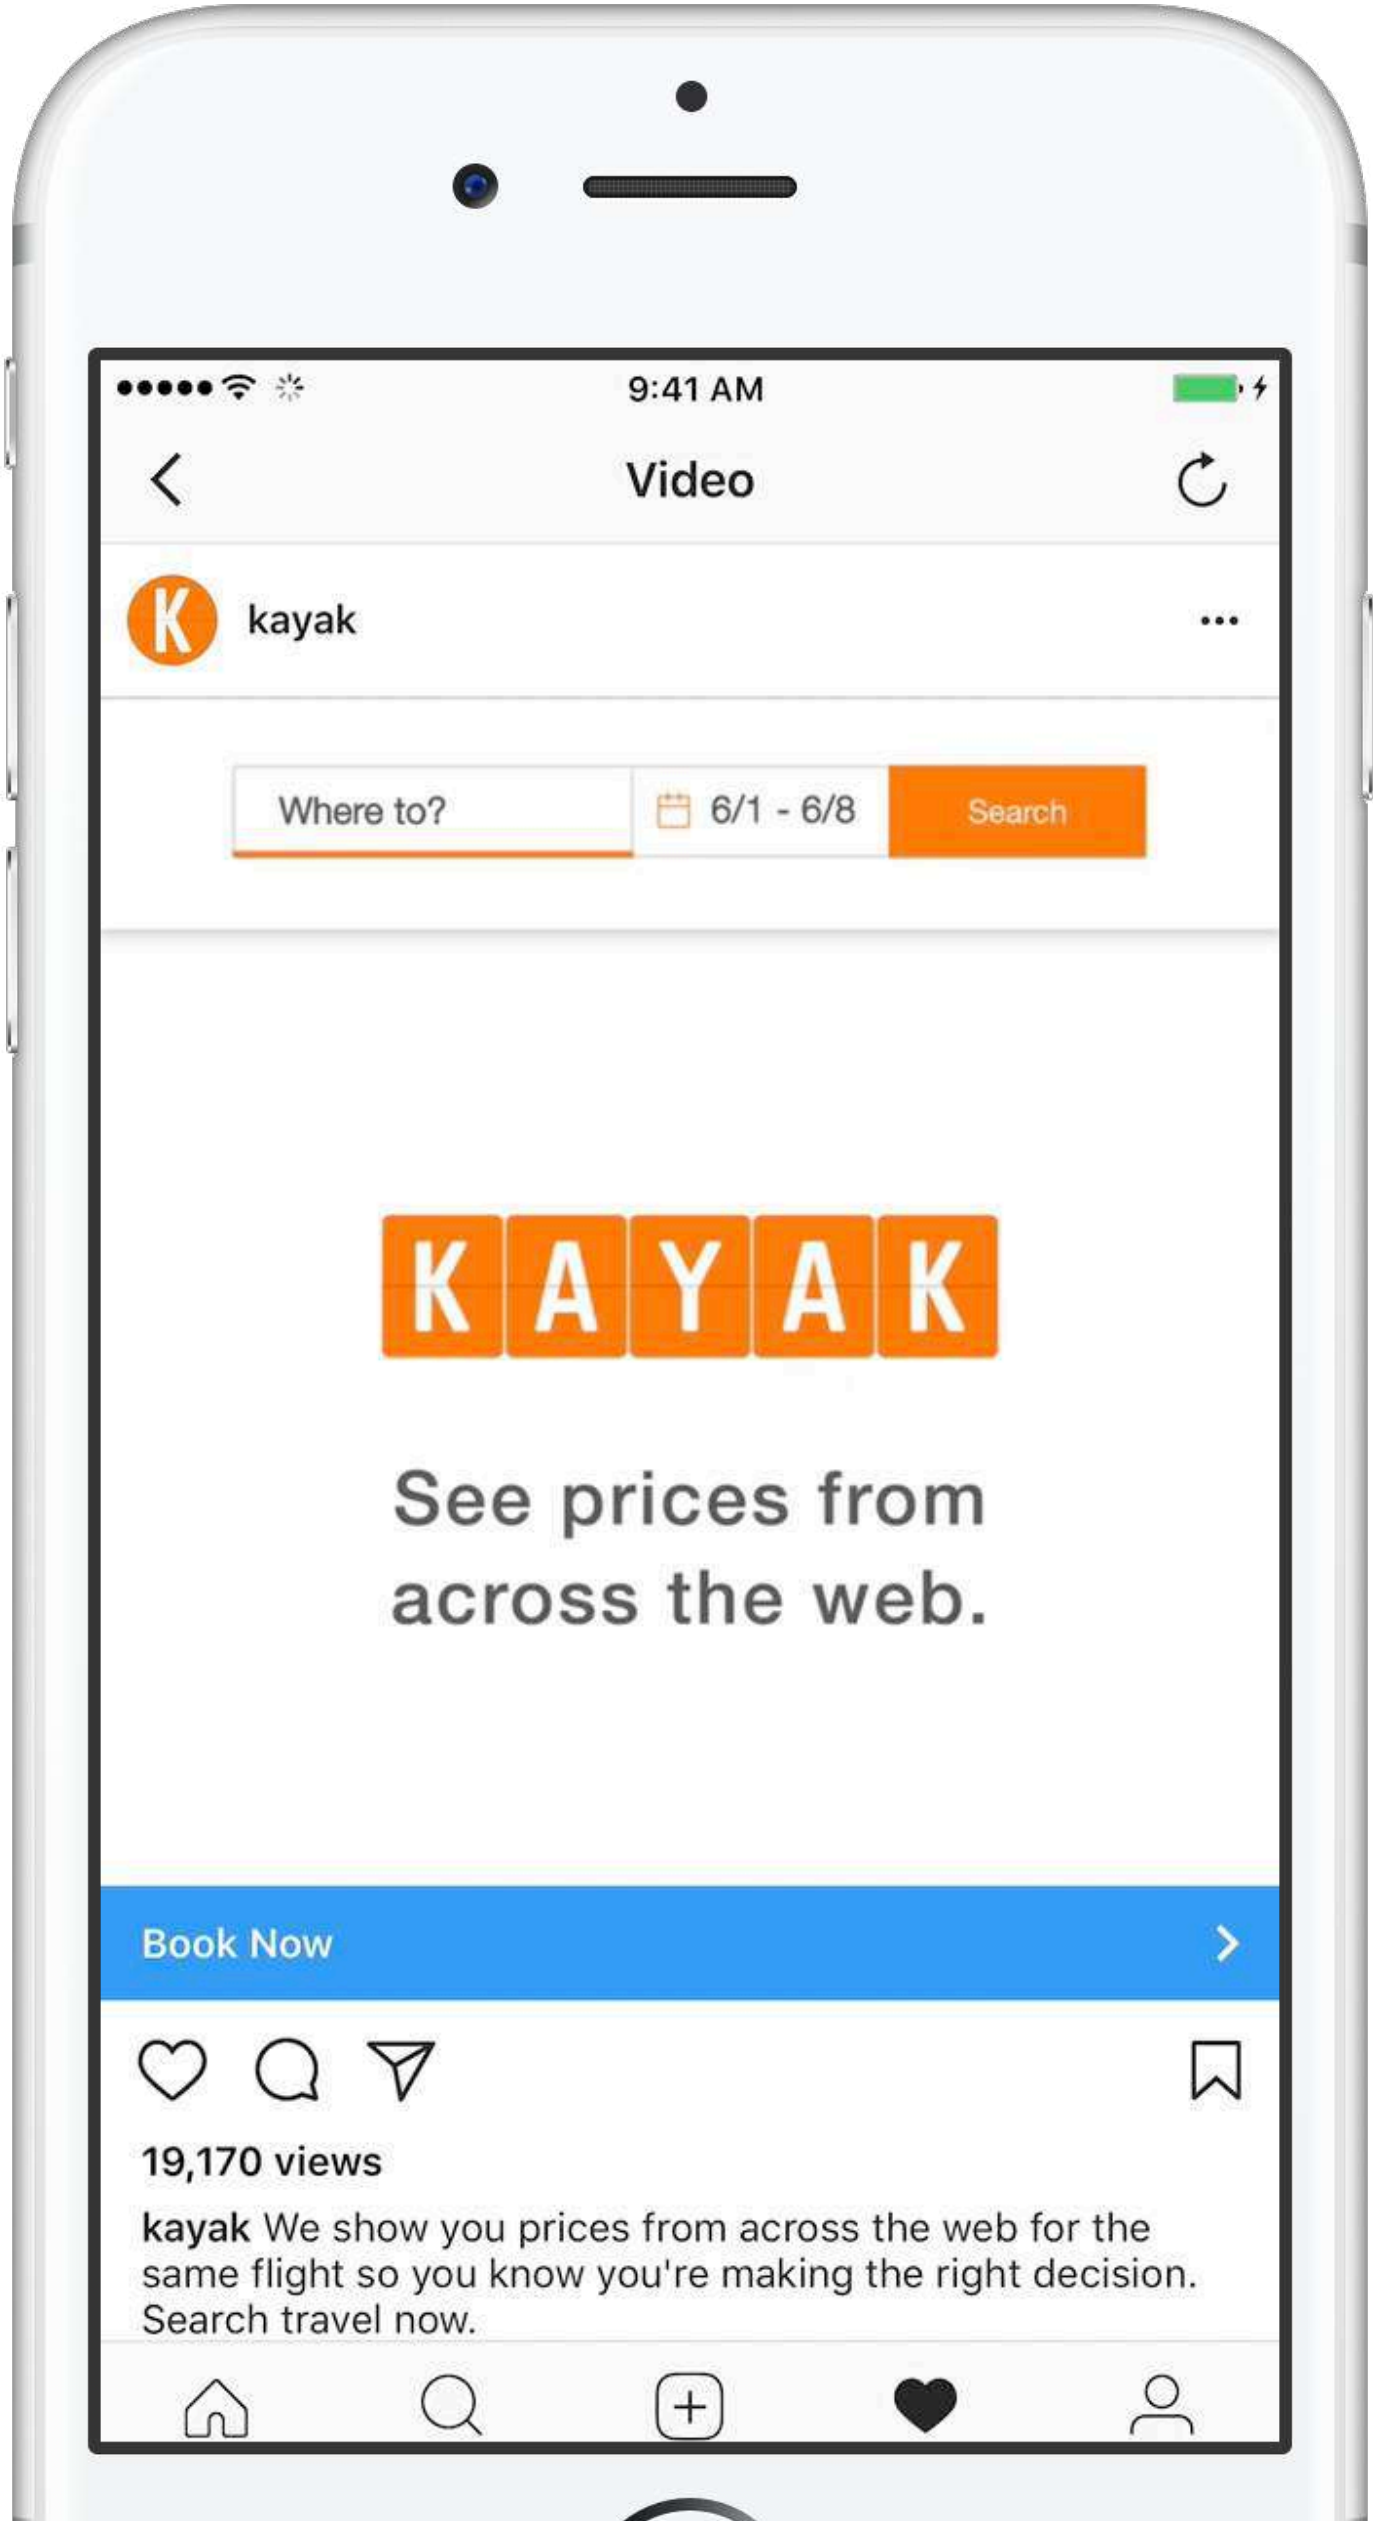 9:41 AM
Video
K kayak
Where to? 6/1 - 6/8 Search
KAYAK
See prices from
across the web.
Book Now
19,170 views
kayak We show you prices from across the web for the
same flight so you know you're making the right decision.
Search travel now.